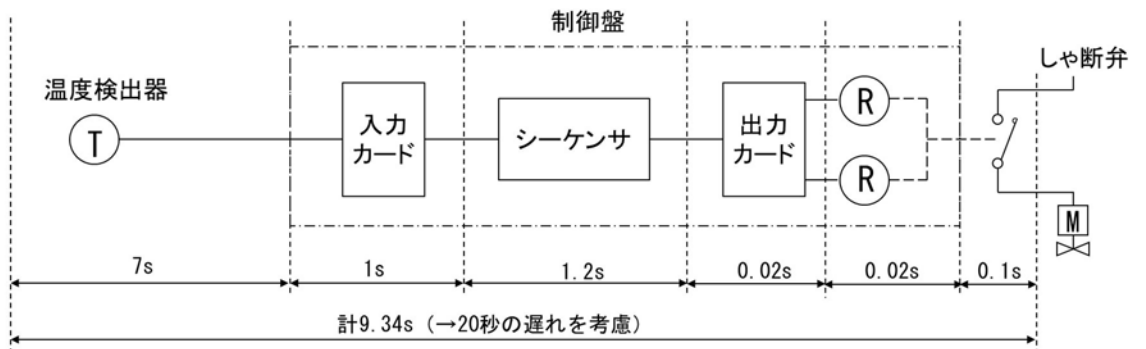 制御盤
しゃ断弁
温度検出器
T
入力
カード
シーケンサ
出力
カード
R
R
M
7s
1s
1.2s
0.02s
0.02s
0.1s
計9.34s (→20秒の遅れを考慮)